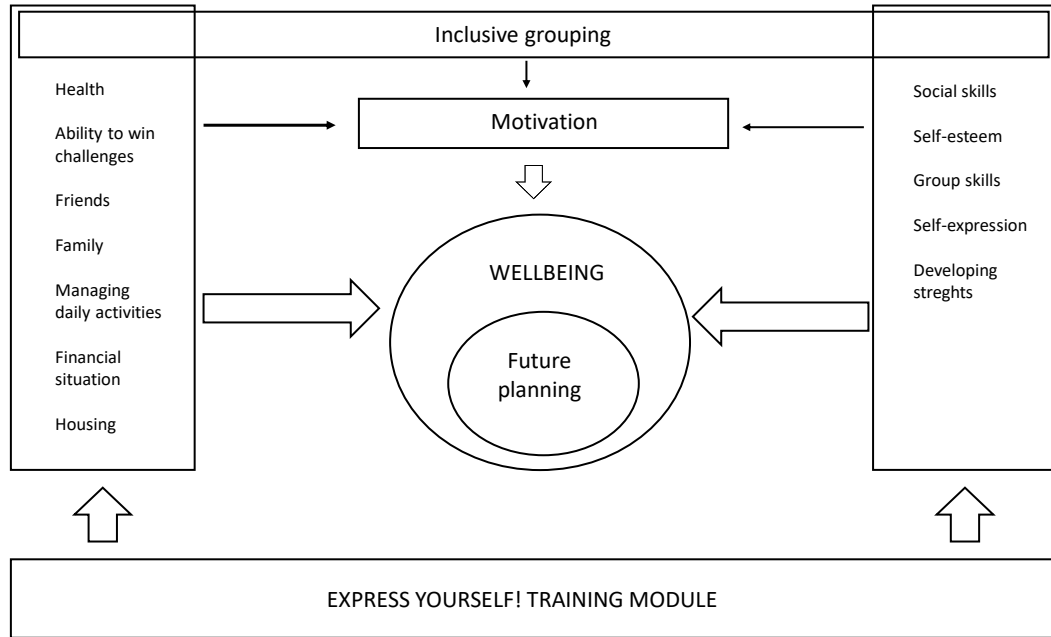 Inclusive grouping
Health
Ability to win
challenges
Friends
Family
Managing
daily activities
Financial
situation
Housing
Motivation
WELLBEING
Future
planning
Social skills
Self-esteem
Group skills
Self-expression
Developing
streghts
EXPRESS YOURSELF! TRAINING MODULE